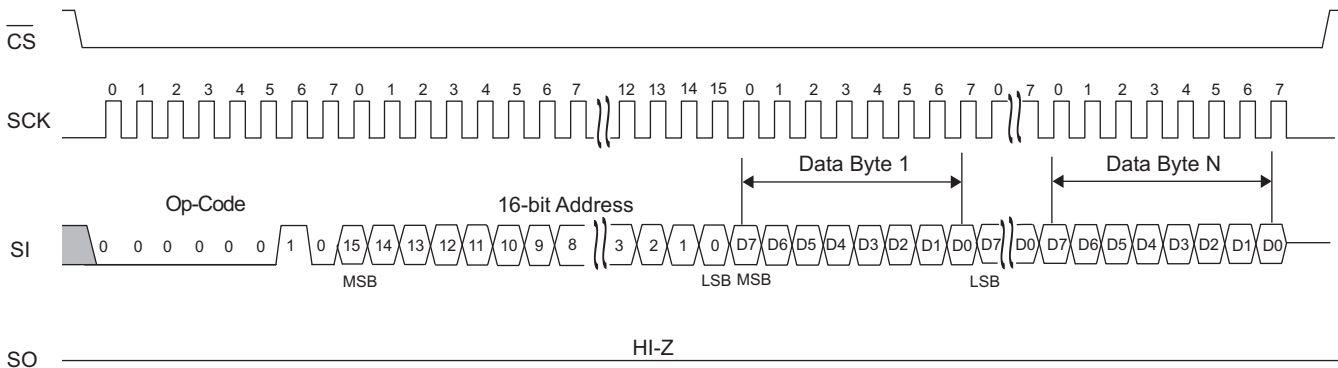 CS
0 1 2 3 4 5 6 7 0 1 2 3 4 5 6 7 12 13 14 15 0 1 2 3 4 5 6 7 0 7 0 1 2 3 4 5 6 7
SCK
Data Byte 1 Data Byte N
Op-Code 16-bit Address
SI 0 0 0 0 0 0 1 0 15 14 13 12 11 10 9 8 3 2 1 0 D7 D6 D5 D4 D3 D2 D1 D0 D7 D0 D7 D6 D5 D4 D3 D2 D1 D0
MSB LSB MSB LSB
HI-Z
SO